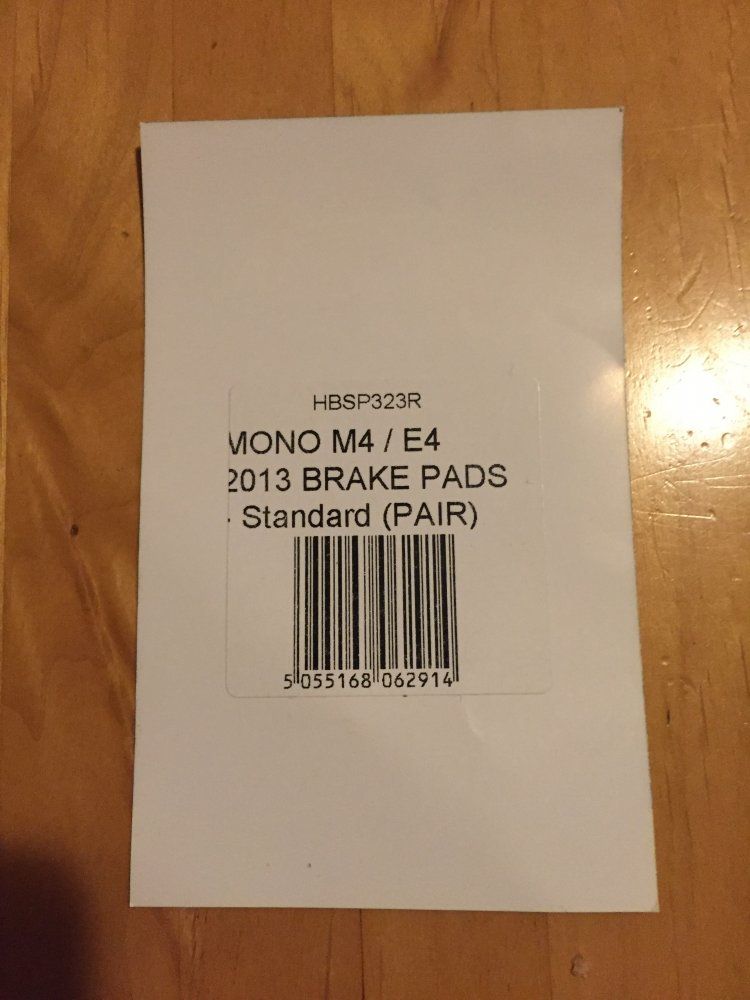 HBSP323R
MONO M4 / E4
2013 BRAKE PADS
- Standard (PAIR)
5 055168 062914